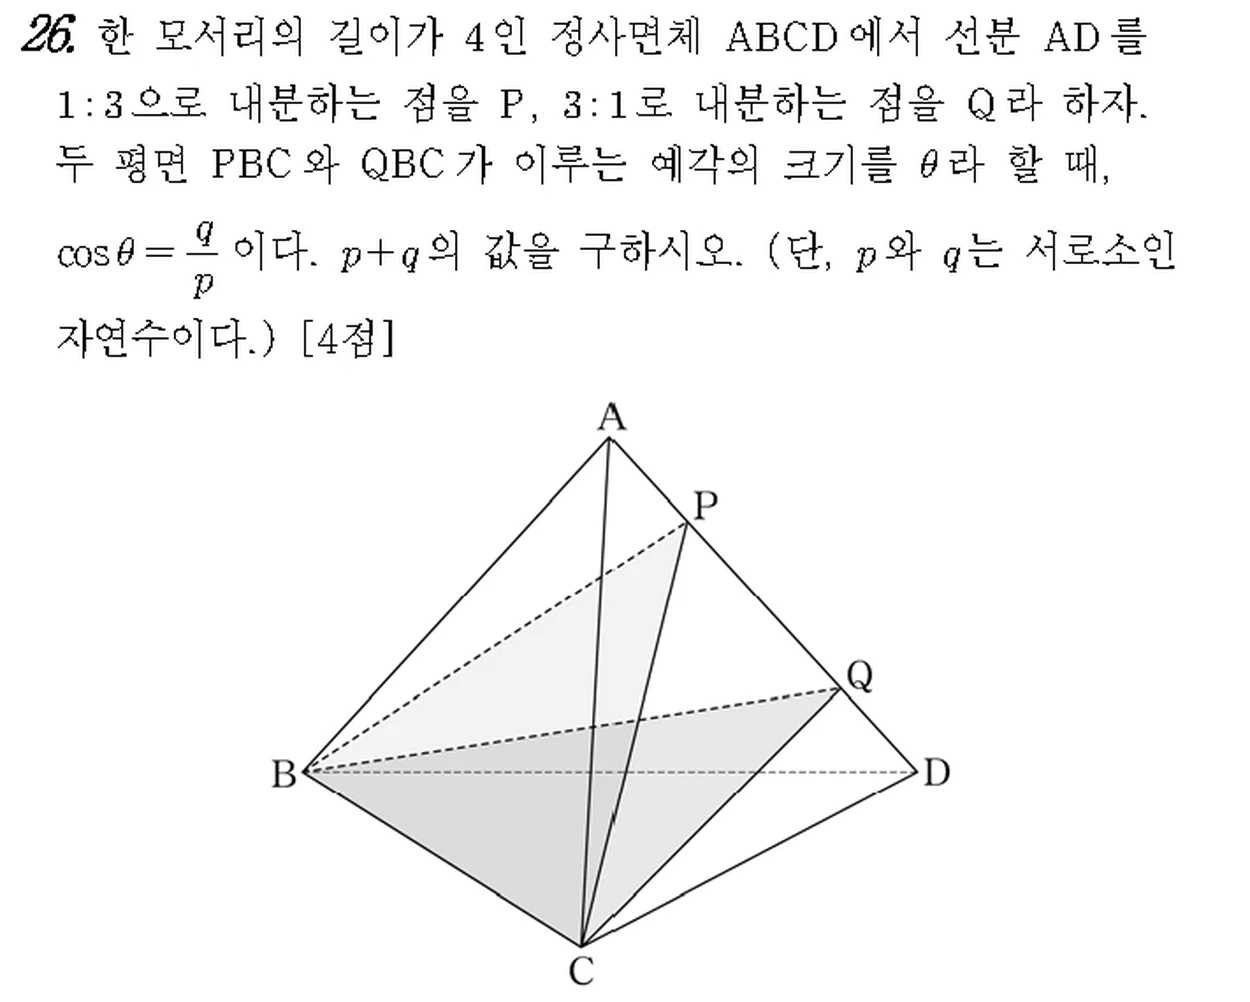 26. 한 모서리의 길이가 4인 정사면체 ABCD에서 선분 AD를
1:3으로 내분하는 점을 P, 3:1로 내분하는 점을 Q라 하자.
두 평면 PBC와 QBC가 이루는 예각의 크기를 θ라 할 때,
cosθ = q/p 이다. p+q의 값을 구하시오. (단, p와 q는 서로소인
자연수이다.) [4점]
A
P
Q
B
D
C